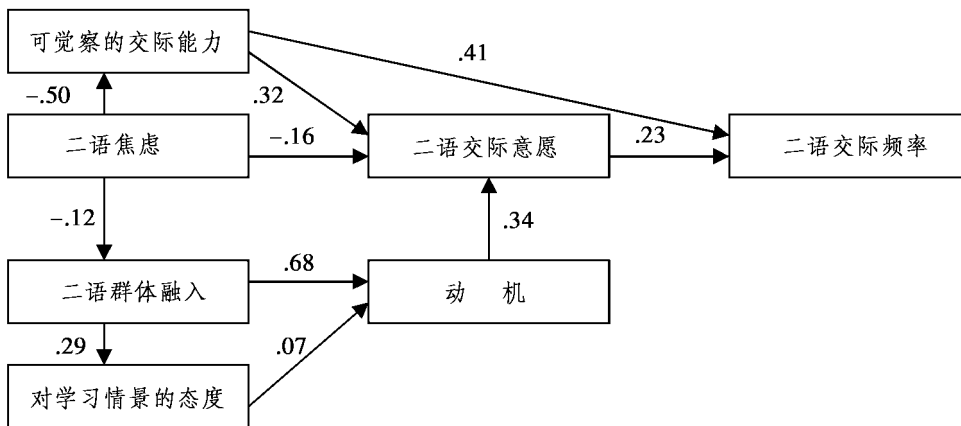 可觉察的交际能力
.41
–.50
.32
二语焦虑
–.16
二语交际意愿
.23
二语交际频率
–.12
.34
.68
二语群体融入
动 机
.29
.07
对学习情景的态度